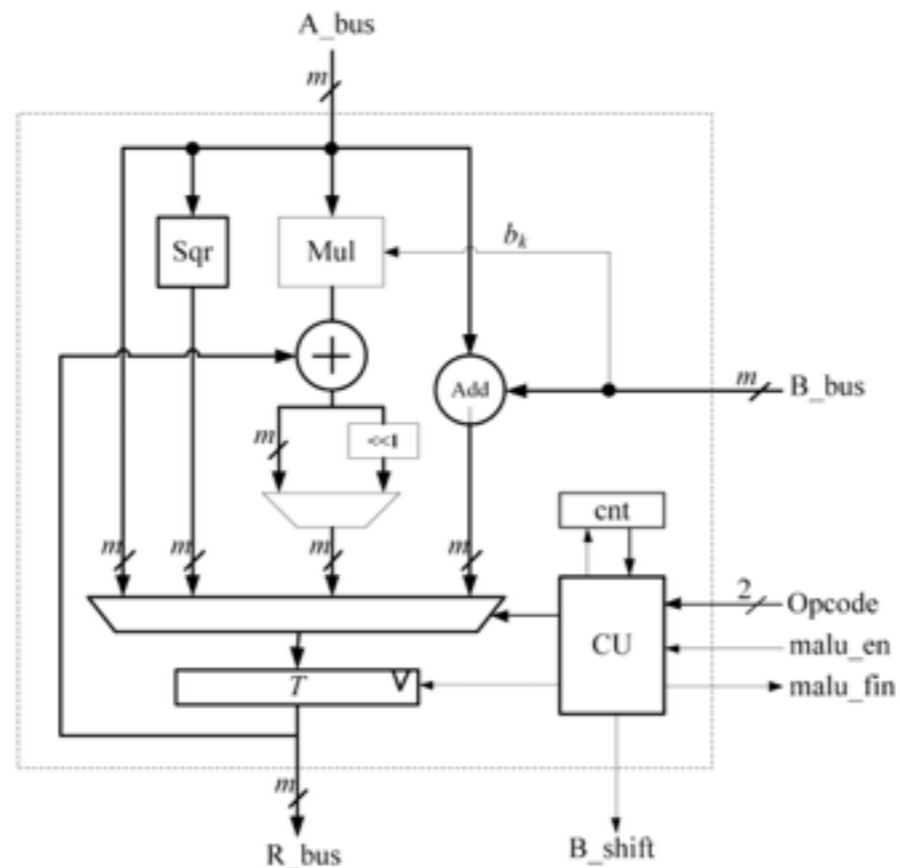 A_bus
m
Sqr
Mul
b_k
+
Add
m
B_bus
m
<<1
cnt
m
m
m
m
2
Opcode
CU
malu_en
T
malu_fin
m
R_bus
B_shift